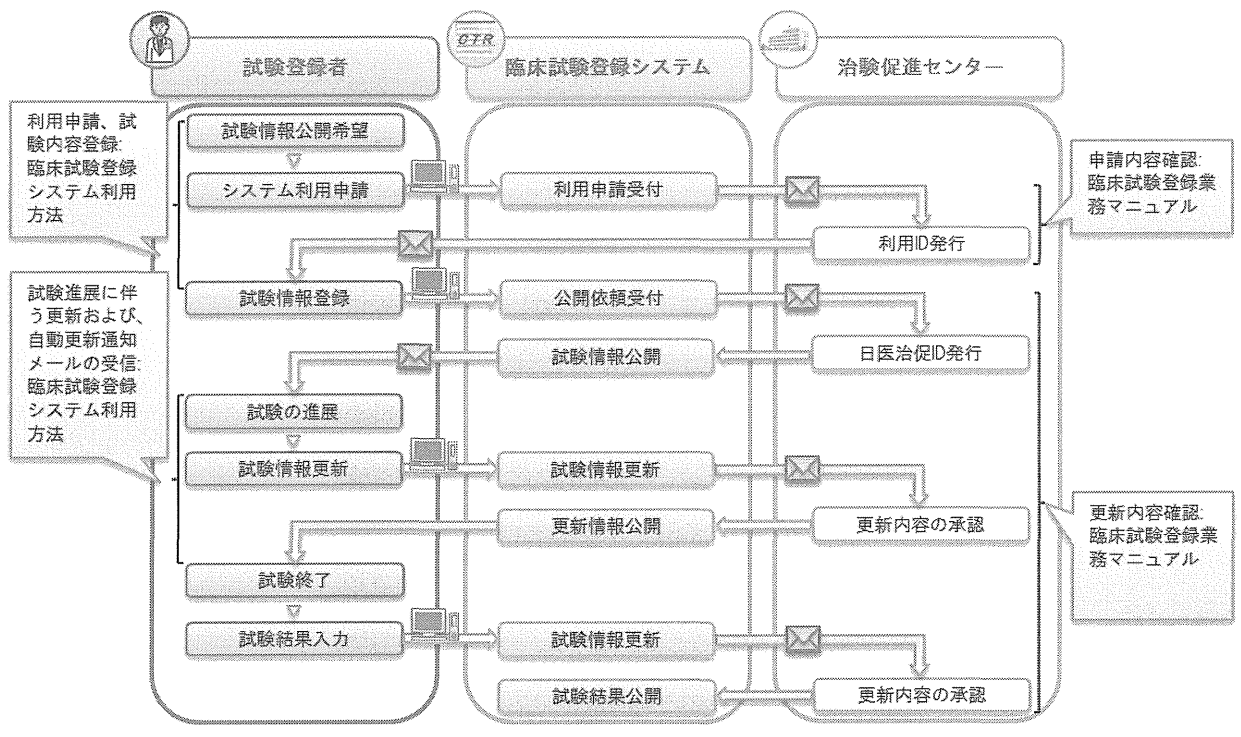 試験登録者
CTR
臨床試験登録システム
治験促進センター
利用申請、試
験内容登録:
臨床試験登録
システム利用
方法
試験情報公開希望
システム利用申請
利用申請受付
利用ID発行
申請内容確認:
臨床試験登録業
務マニュアル
試験情報登録
公開依頼受付
日医治促ID発行
試験情報公開
試験進展に伴
う更新および、
自動更新通知
メールの受信:
臨床試験登録
システム利用
方法
試験の進展
試験情報更新
試験情報更新
更新内容の承認
更新情報公開
更新内容確認:
臨床試験登録業
務マニュアル
試験終了
試験結果入力
試験情報更新
更新内容の承認
試験結果公開